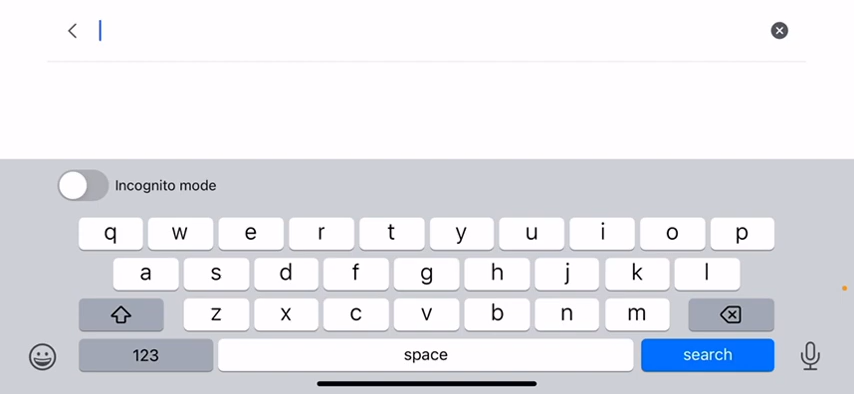 Incognito mode
q w e r t y u i o p
a s d f g h j k l
z x c v b n m
123 space search